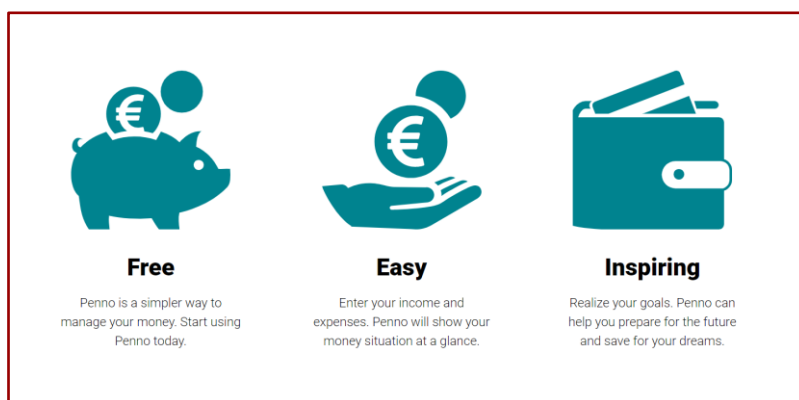 €
€
Free
Penno is a simpler way to
manage your money. Start using
Penno today.
Easy
Enter your income and
expenses. Penno will show your
money situation at a glance.
Inspiring
Realize your goals. Penno can
help you prepare for the future
and save for your dreams.